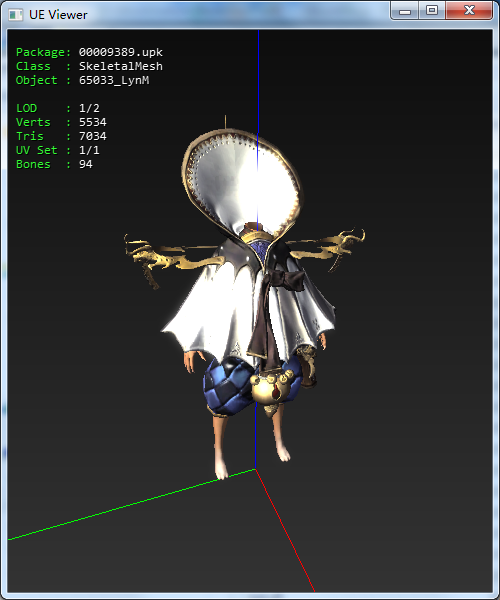 UE Viewer
Package: 00009389.upk
Class : SkeletalMesh
Object : 65033_LynM
LOD : 1/2
Verts : 5534
Tris : 7034
UV Set : 1/1
Bones : 94